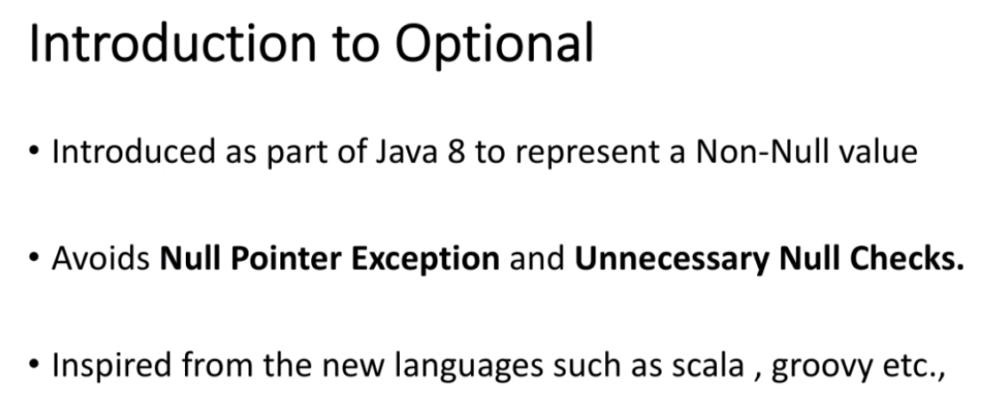 Introduction to Optional
• Introduced as part of Java 8 to represent a Non-Null value
• Avoids Null Pointer Exception and Unnecessary Null Checks.
• Inspired from the new languages such as scala , groovy etc.,